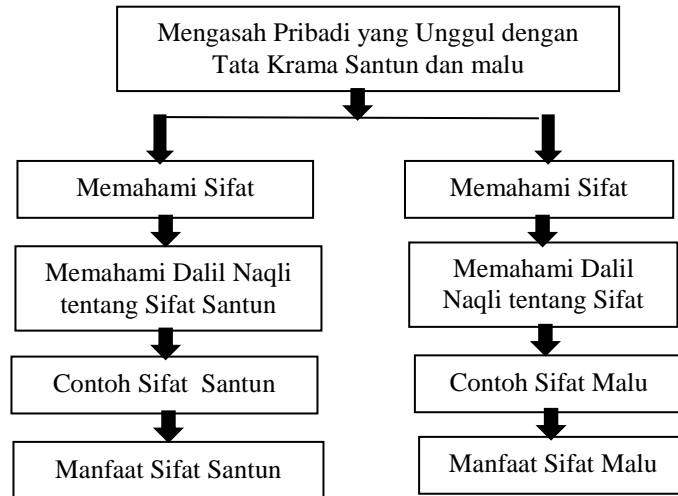 Mengasah Pribadi yang Unggul dengan
Tata Krama Santun dan malu
Memahami Sifat
Memahami Dalil Naqli
tentang Sifat Santun
Contoh Sifat Santun
Manfaat Sifat Santun
Memahami Sifat
Memahami Dalil
Naqli tentang Sifat
Contoh Sifat Malu
Manfaat Sifat Malu